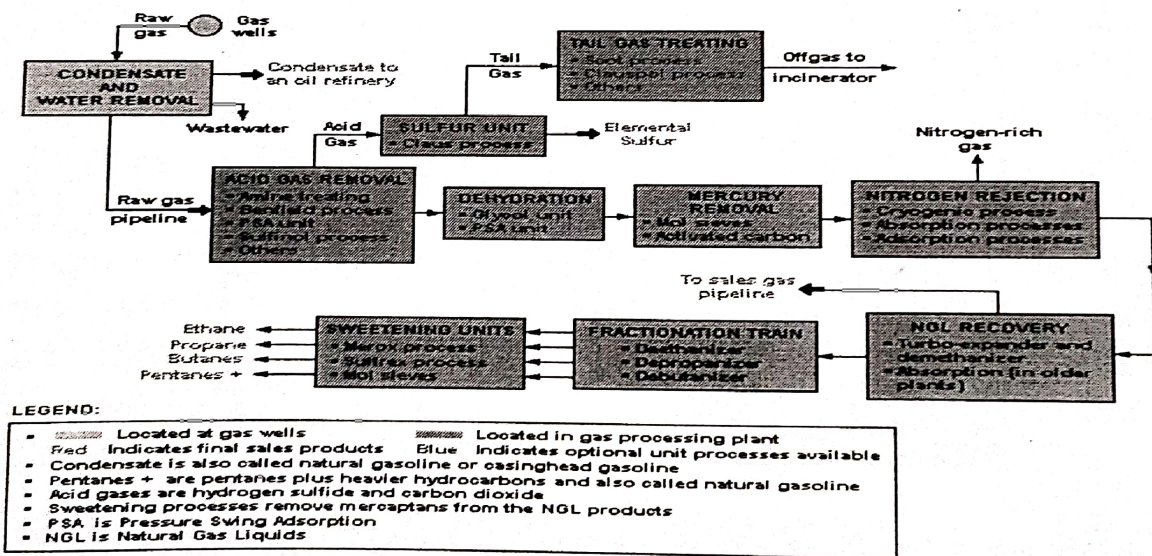 Raw gas
Gas wells
CONDENSATE AND WATER REMOVAL
Condensate to an oil refinery
Wastewater
Raw gas pipeline
Acid Gas
SULFUR UNIT
▪ Claus process
Elemental Sulfur
Tail Gas
TAIL GAS TREATING
▪ Scot process
▪ Clauspol process
▪ Others
Offgas to incinerator
ACID GAS REMOVAL
▪ Amine treating
▪ Benfield process
▪ PSA unit
▪ Sulfinol process
▪ Others
DEHYDRATION
▪ Glycol unit
▪ PSA unit
MERCURY REMOVAL
▪ Mol sieves
▪ Activated carbon
Nitrogen-rich gas
NITROGEN REJECTION
▪ Cryogenic process
▪ Absorption processes
▪ Adsorption processes
To sales gas pipeline
NGL RECOVERY
▪ Turbo-expander and demethanizer
▪ Absorption (in older plants)
FRACTIONATION TRAIN
▪ Deethanizer
▪ Depropanizer
▪ Debutanizer
SWEETENING UNITS
▪ Merox process
▪ Sulfrex process
▪ Mol sieves
Ethane
Propane
Butanes
Pentanes +
LEGEND:
▪ Located at gas wells Located in gas processing plant
Red Indicates final sales products Blue Indicates optional unit processes available
▪ Condensate is also called natural gasoline or casinghead gasoline
▪ Pentanes + are pentanes plus heavier hydrocarbons and also called natural gasoline
▪ Acid gases are hydrogen sulfide and carbon dioxide
▪ Sweetening processes remove mercaptans from the NGL products
▪ PSA is Pressure Swing Adsorption
▪ NGL is Natural Gas Liquids